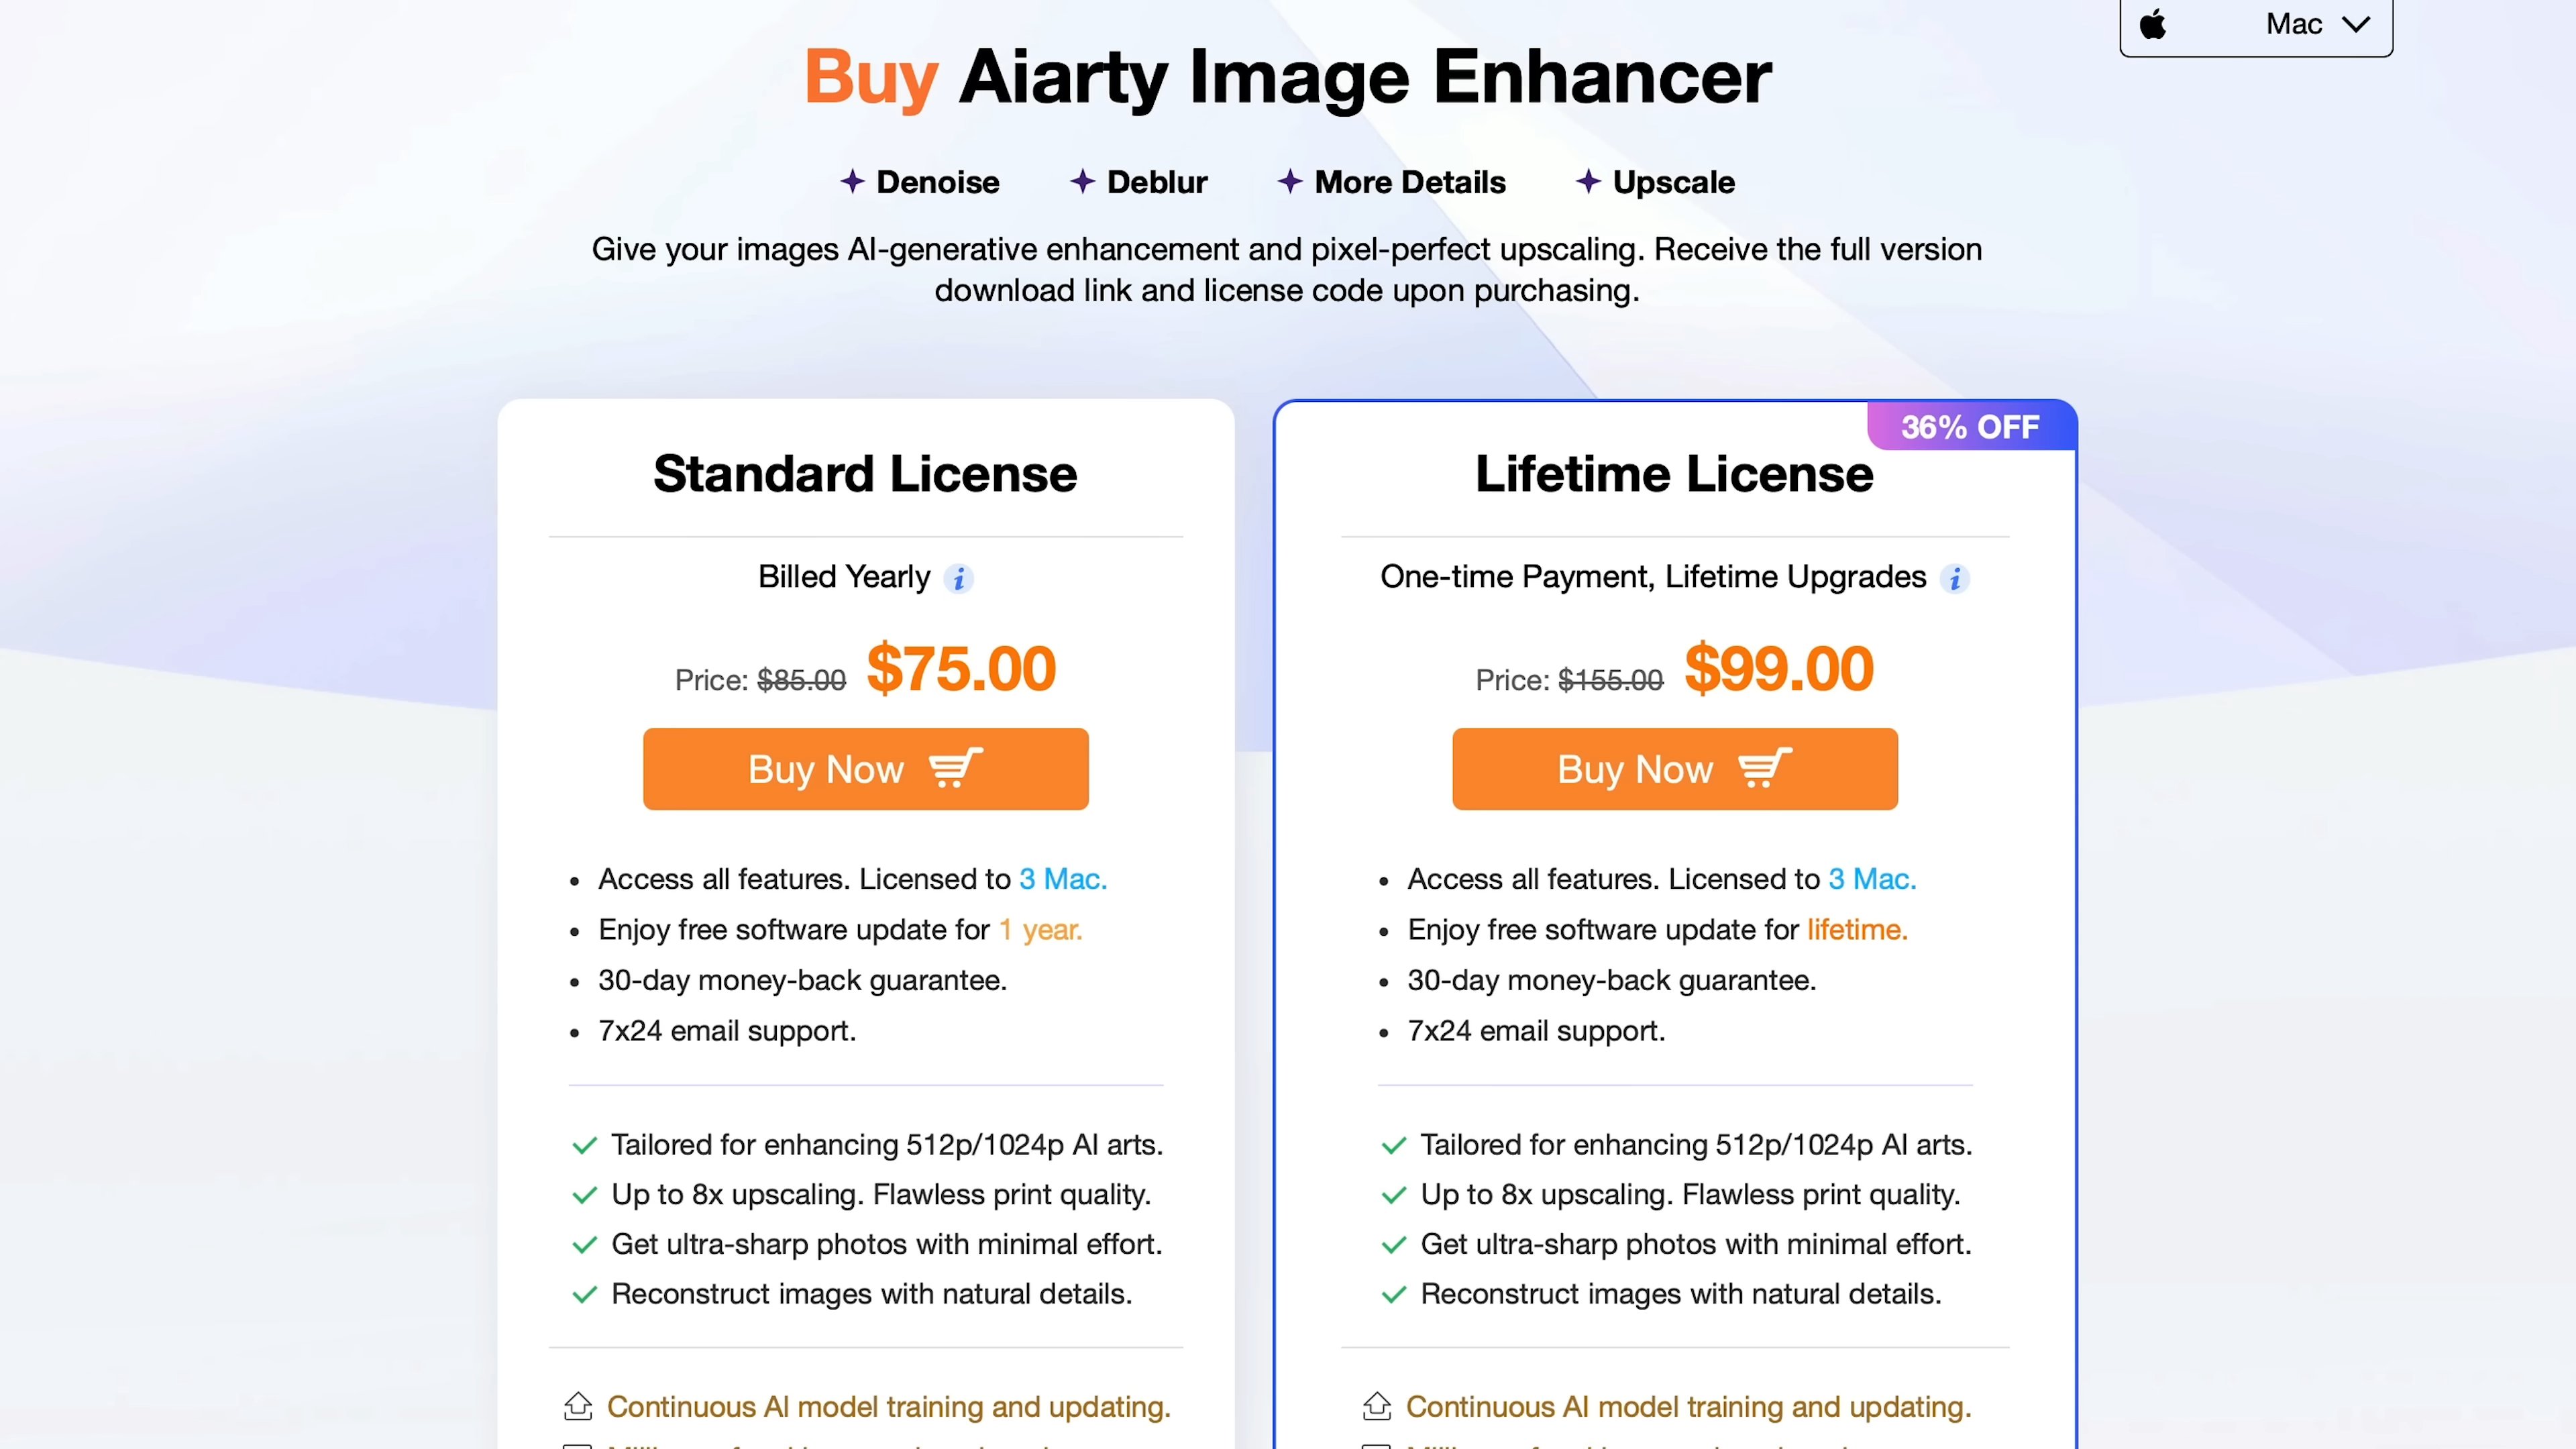 Mac
Buy Aiarty Image Enhancer
Denoise Deblur More Details Upscale
Give your images AI-generative enhancement and pixel-perfect upscaling. Receive the full version
download link and license code upon purchasing.
Standard License
Billed Yearly i
Price: $85.00 $75.00
Buy Now
Access all features. Licensed to 3 Mac.
Enjoy free software update for 1 year.
30-day money-back guarantee.
7x24 email support.
Tailored for enhancing 512p/1024p AI arts.
Up to 8x upscaling. Flawless print quality.
Get ultra-sharp photos with minimal effort.
Reconstruct images with natural details.
Continuous AI model training and updating.
36% OFF
Lifetime License
One-time Payment, Lifetime Upgrades i
Price: $155.00 $99.00
Buy Now
Access all features. Licensed to 3 Mac.
Enjoy free software update for lifetime.
30-day money-back guarantee.
7x24 email support.
Tailored for enhancing 512p/1024p AI arts.
Up to 8x upscaling. Flawless print quality.
Get ultra-sharp photos with minimal effort.
Reconstruct images with natural details.
Continuous AI model training and updating.